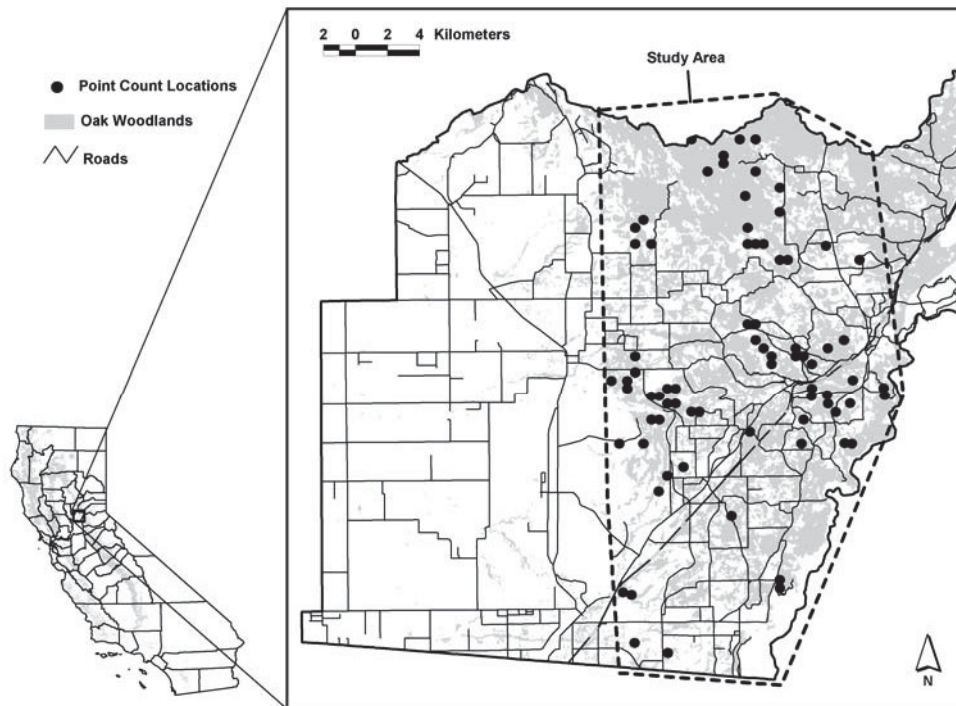 2 0 2 4 Kilometers
Study Area
Point Count Locations
Oak Woodlands
Roads
N